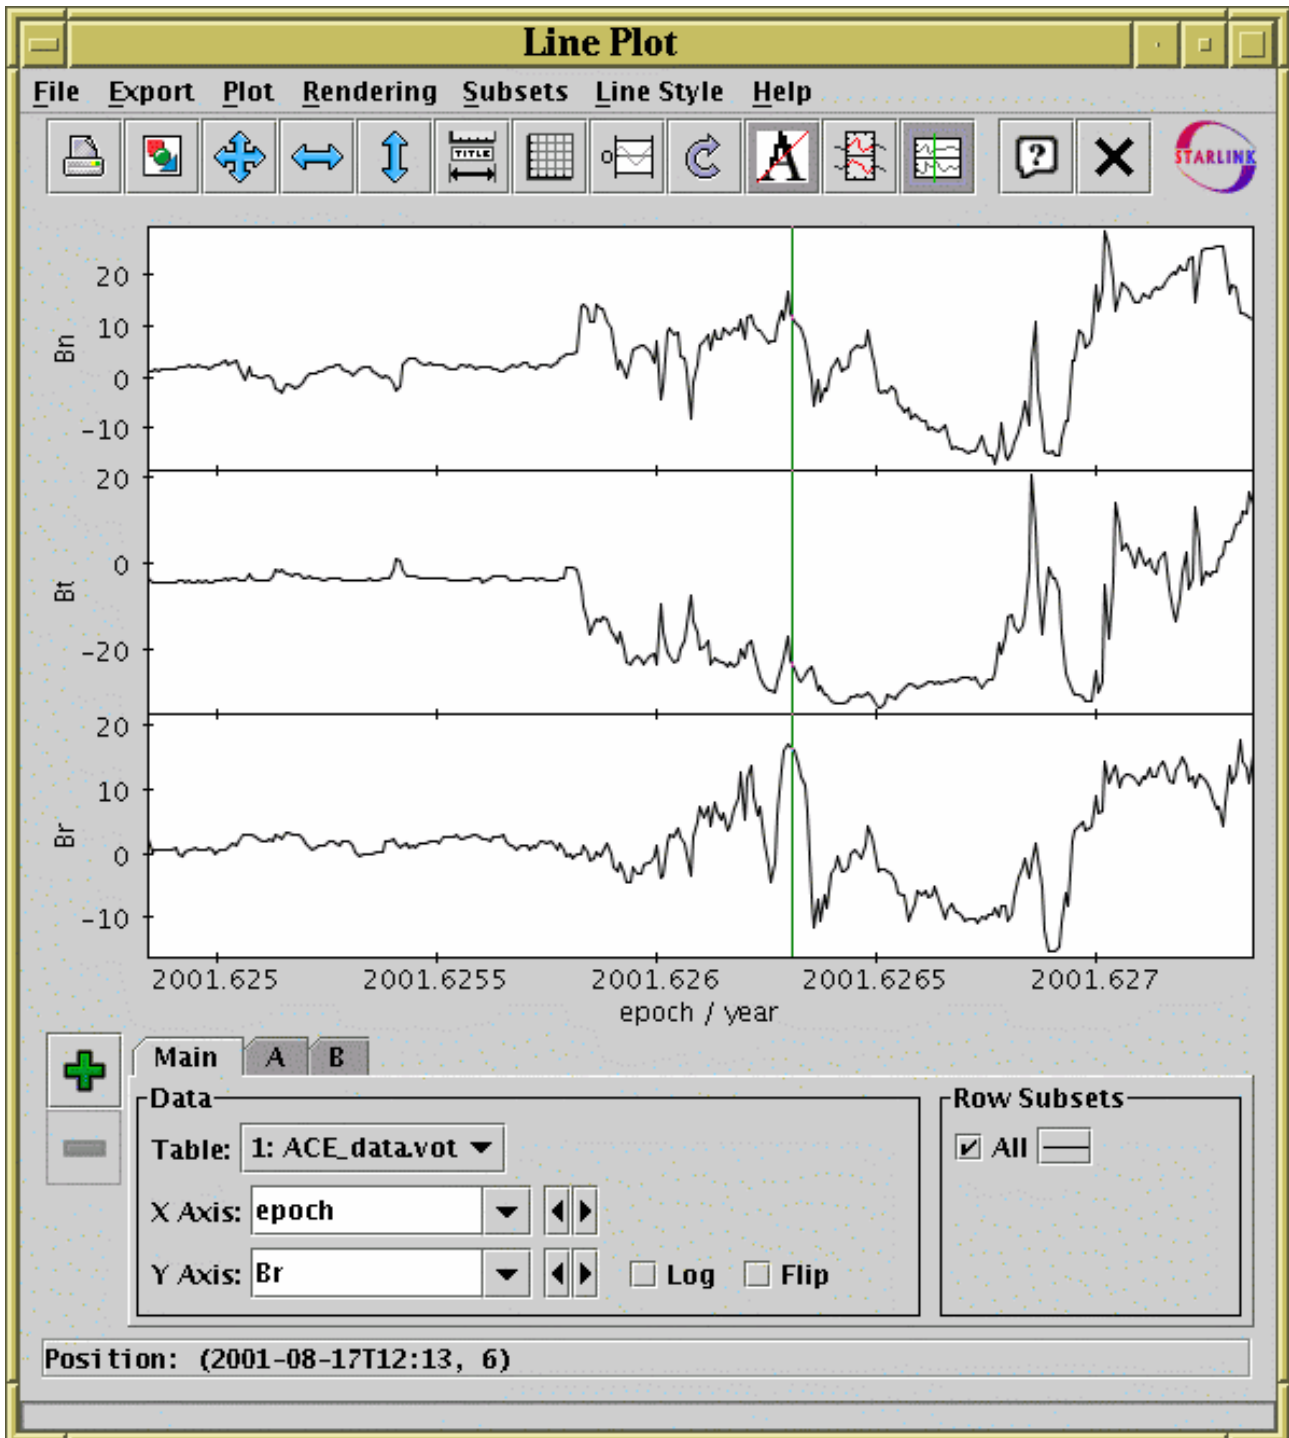 Line Plot
File Export Plot Rendering Subsets Line Style Help
TITLE
A
?
STARLINK
20
10
0
-10
Bn
20
0
-20
Bt
20
10
0
-10
Br
2001.625 2001.6255 2001.626 2001.6265 2001.627
epoch / year
Main A B
Data
Row Subsets
Table: 1: ACE_data.vot
All
X Axis: epoch
Y Axis: Br Log Flip
Position: (2001-08-17T12:13, 6)